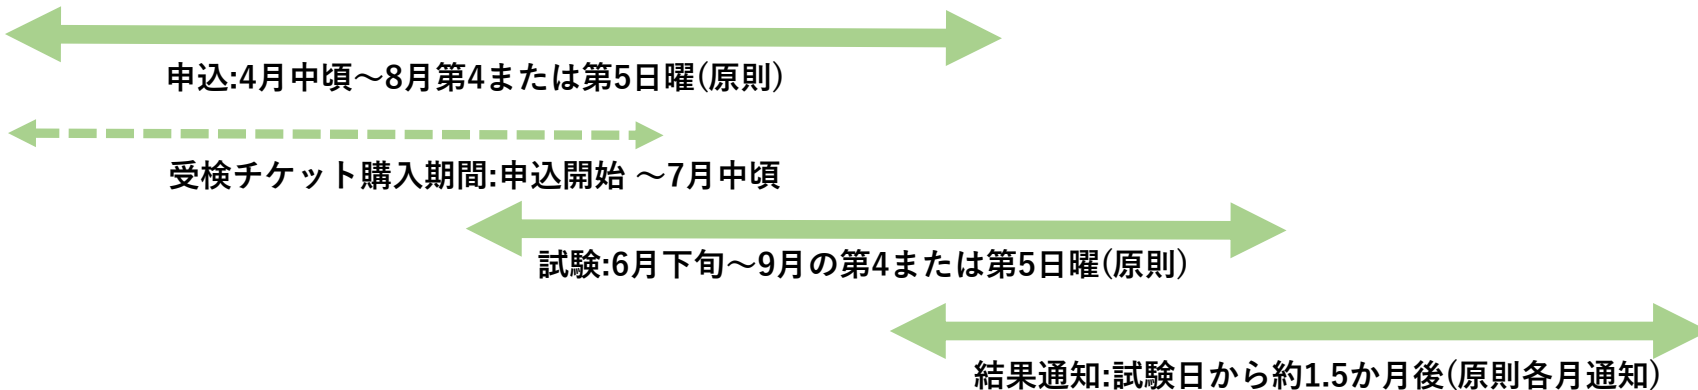 申込:4月中頃～8月第4または第5日曜(原則)
受検チケット購入期間:申込開始 ～7月中頃
試験:6月下旬～9月の第4または第5日曜(原則)
結果通知:試験日から約1.5か月後(原則各月通知)